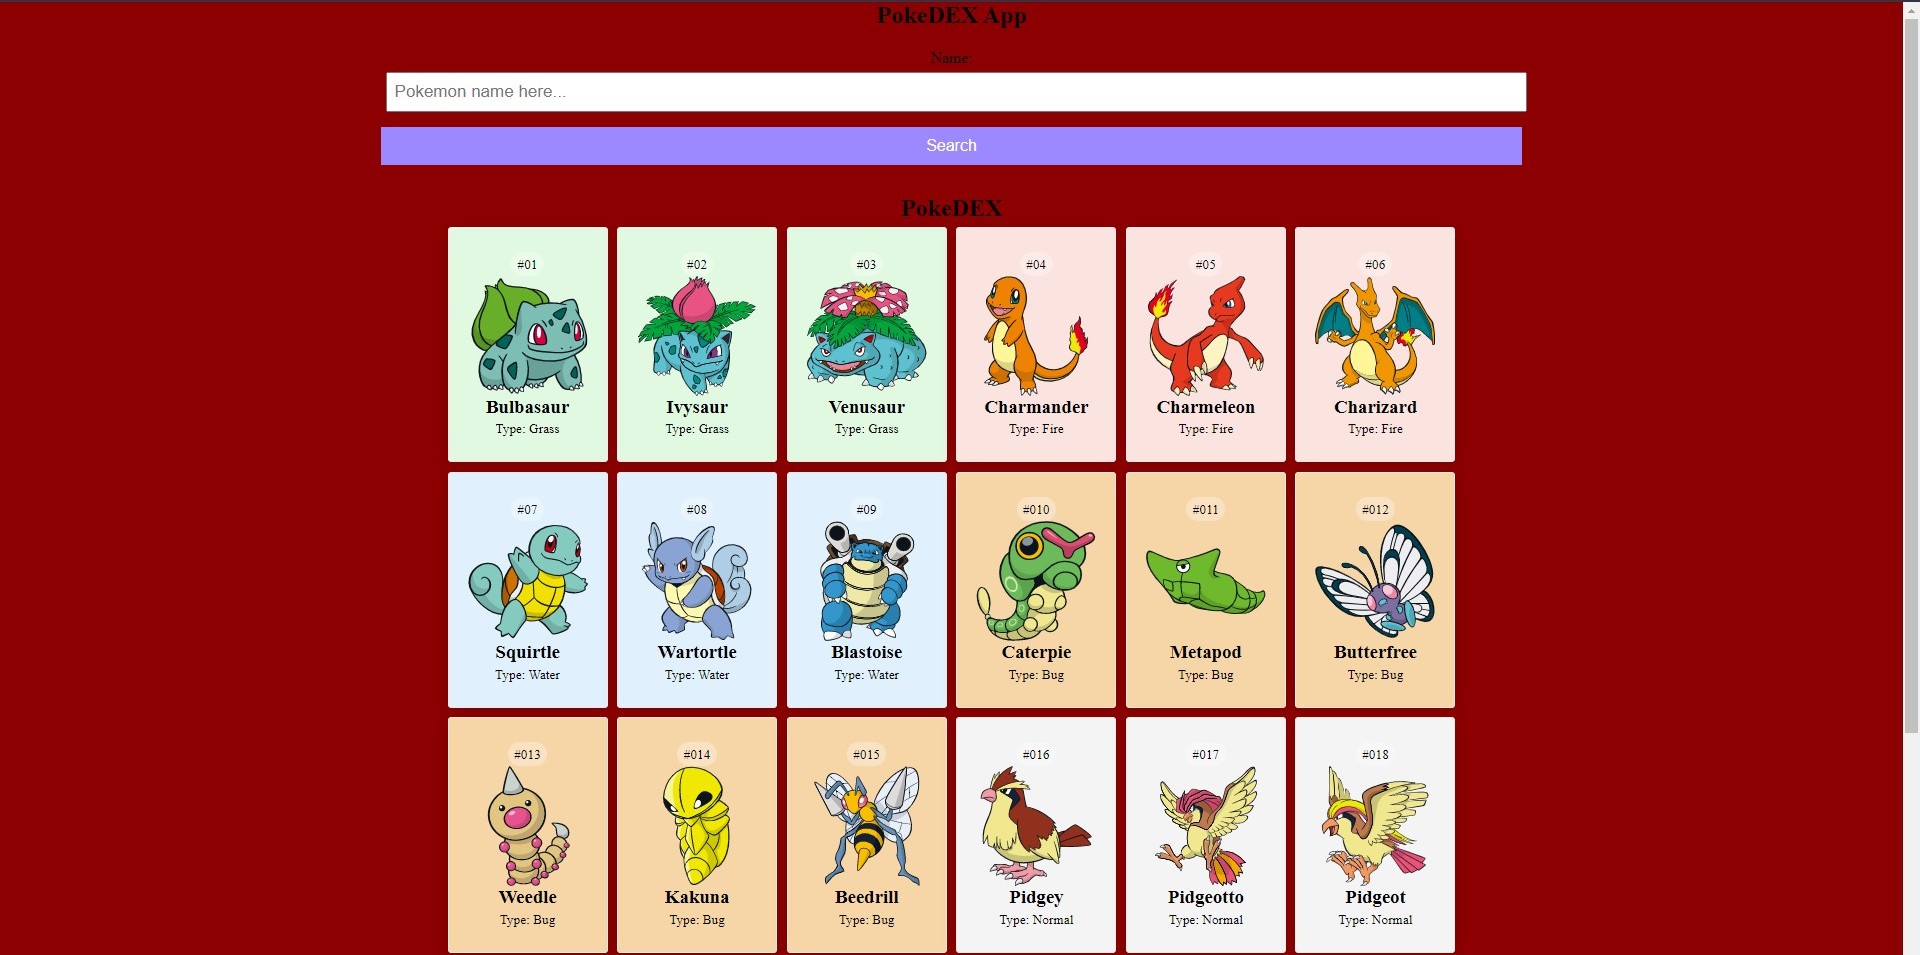 PokeDEX App
Name:
Pokemon name here...
Search
PokeDEX
#01 #02 #03 #04 #05 #06
Bulbasaur Ivysaur Venusaur Charmander Charmeleon Charizard
Type: Grass Type: Grass Type: Grass Type: Fire Type: Fire Type: Fire
#07 #08 #09 #010 #011 #012
Squirtle Wartortle Blastoise Caterpie Metapod Butterfree
Type: Water Type: Water Type: Water Type: Bug Type: Bug Type: Bug
#013 #014 #015 #016 #017 #018
Weedle Kakuna Beedrill Pidgey Pidgeotto Pidgeot
Type: Bug Type: Bug Type: Bug Type: Normal Type: Normal Type: Normal